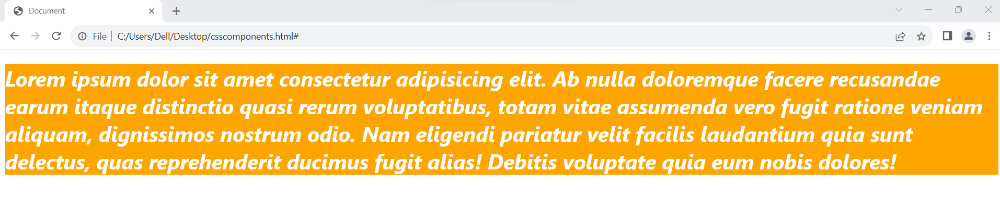 Document
File | C:/Users/Dell/Desktop/csscomponents.html#
Lorem ipsum dolor sit amet consectetur adipisicing elit. Ab nulla doloremque facere recusandae
earum itaque distinctio quasi rerum voluptatibus, totam vitae assumenda vero fugit ratione veniam
aliquam, dignissimos nostrum odio. Nam eligendi pariatur velit facilis laudantium quia sunt
delectus, quas reprehenderit ducimus fugit alias! Debitis voluptate quia eum nobis dolores!